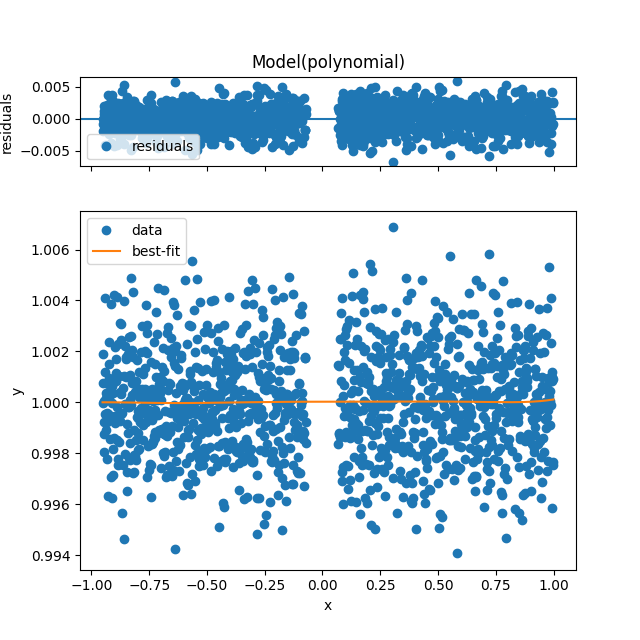 Model(polynomial)
residuals
0.005
0.000
−0.005
residuals
data
best-fit
y
1.006
1.004
1.002
1.000
0.998
0.996
0.994
−1.00 −0.75 −0.50 −0.25 0.00 0.25 0.50 0.75 1.00
x